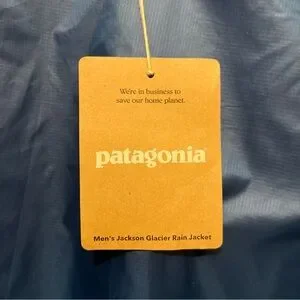 We're in business to
save our home planet.
patagonia
Men's Jackson Glacier Rain Jacket